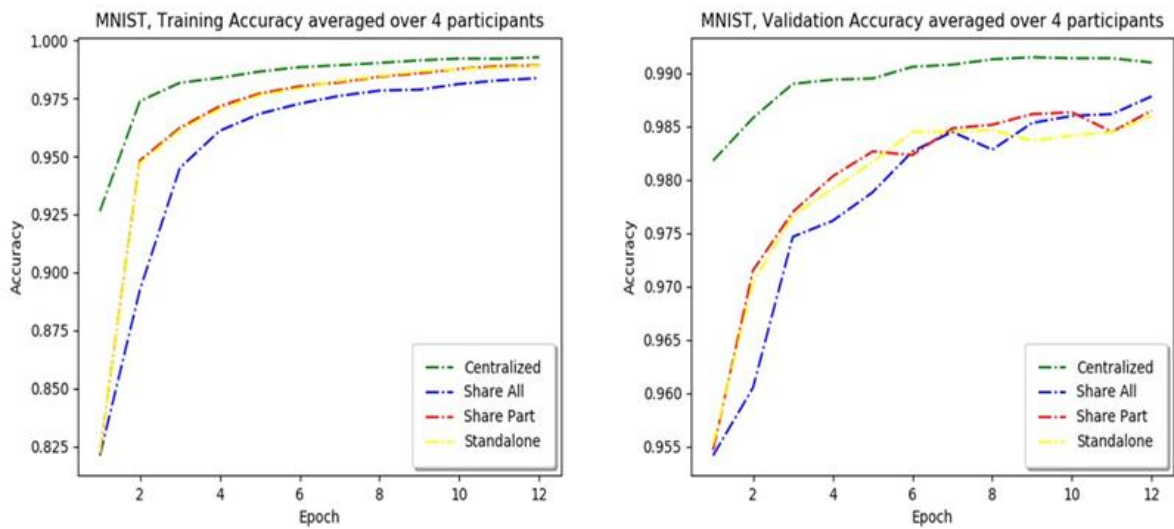 MNIST, Training Accuracy averaged over 4 participants
1.000
0.975
0.950
0.925
0.900
0.875
0.850
0.825
Accuracy
2 4 6 8 10 12
Epoch
Centralized
Share All
Share Part
Standalone
MNIST, Validation Accuracy averaged over 4 participants
0.990
0.985
0.980
0.975
0.970
0.965
0.960
0.955
Accuracy
2 4 6 8 10 12
Epoch
Centralized
Share All
Share Part
Standalone